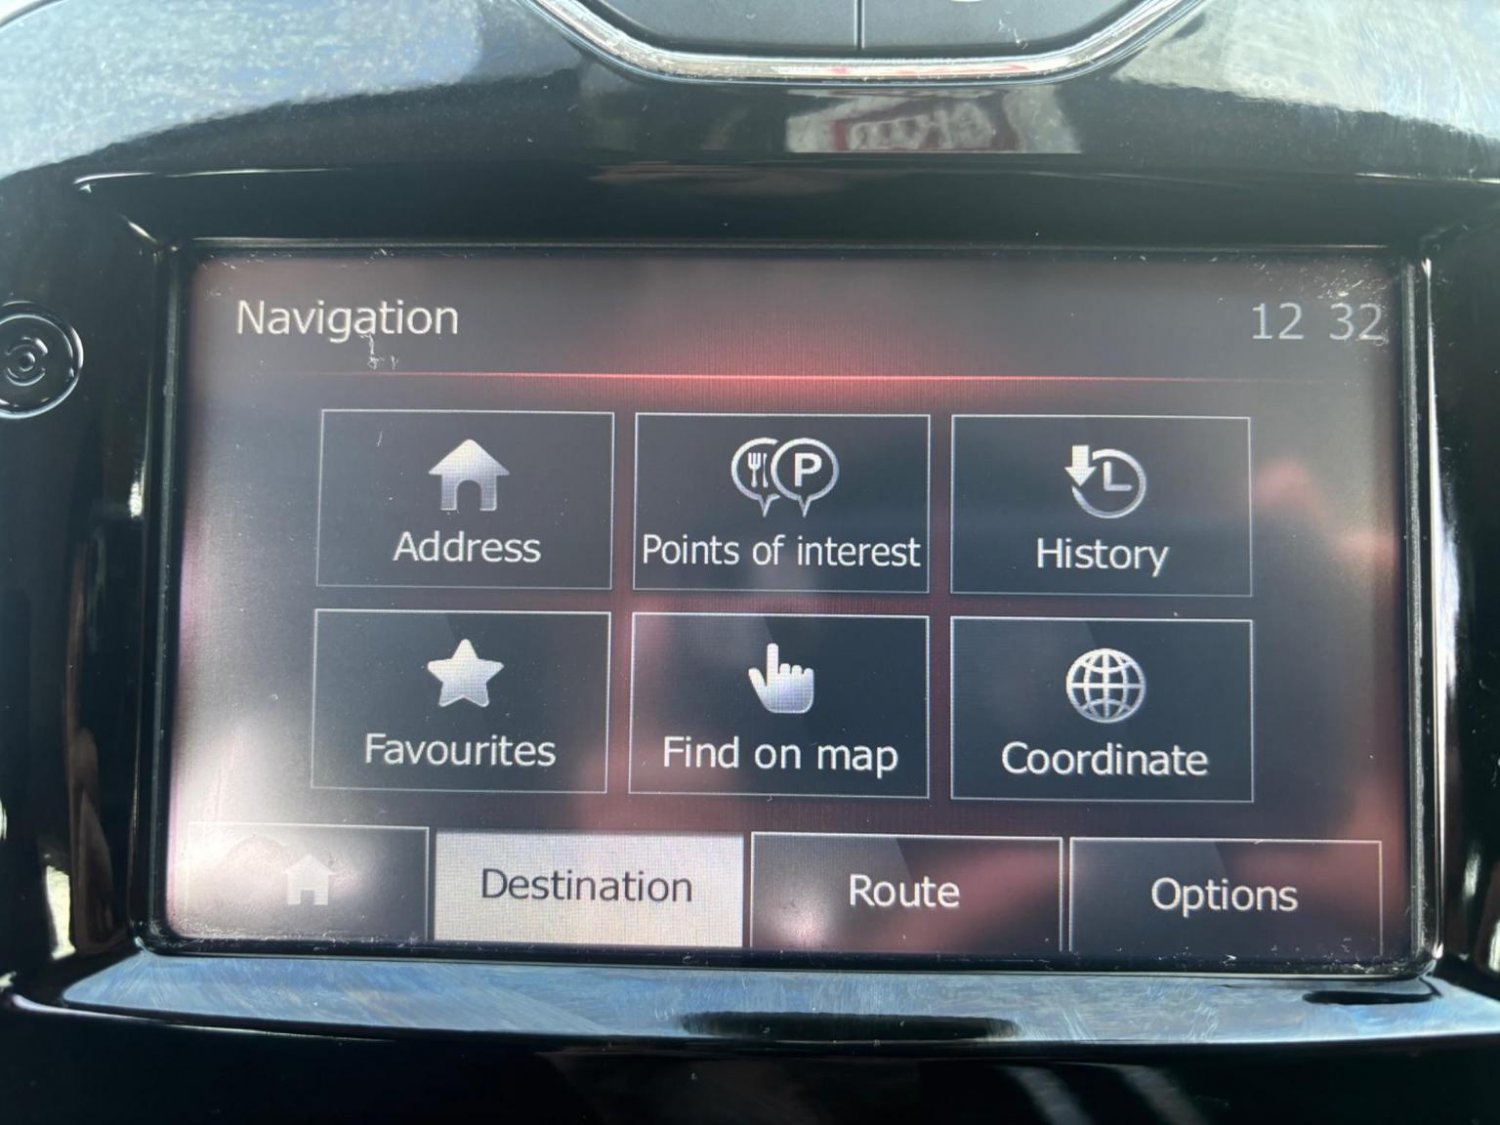 Navigation
12 32
Address
P
Points of interest
History
Favourites
Find on map
Coordinate
Destination
Route
Options